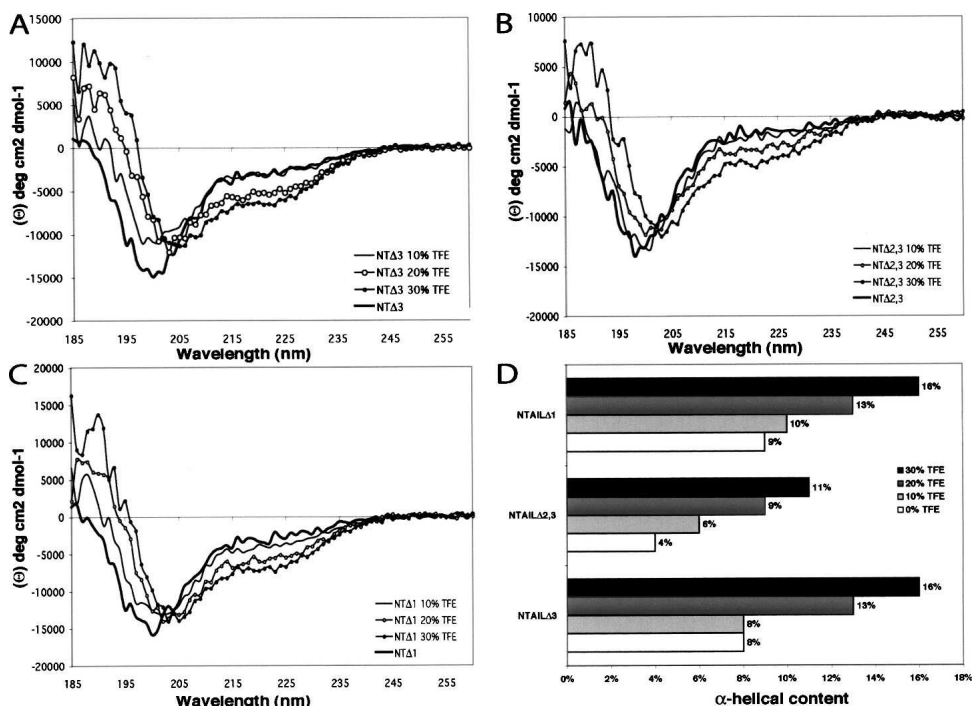 A
15000
10000
5000
0
-5000
-10000
-15000
-20000
(Θ) deg cm2 dmol-1
185 195 205 215 225 235 245 255
Wavelength (nm)
NTΔ3 10% TFE
NTΔ3 20% TFE
NTΔ3 30% TFE
NTΔ3
B
10000
5000
0
-5000
-10000
-15000
-20000
(Θ) deg cm2 dmol-1
185 195 205 215 225 235 245 255
Wavelength (nm)
NTΔ2,3 10% TFE
NTΔ2,3 20% TFE
NTΔ2,3 30% TFE
NTΔ2,3
C
20000
15000
10000
5000
0
-5000
-10000
-15000
-20000
(Θ) deg cm2 dmol-1
185 195 205 215 225 235 245 255
Wavelength (nm)
NTΔ1 10% TFE
NTΔ1 20% TFE
NTΔ1 30% TFE
NTΔ1
D
NTAILΔ1
16%
13%
10%
9%
NTAILΔ2,3
11%
9%
6%
4%
NTAILΔ3
16%
13%
8%
8%
30% TFE
20% TFE
10% TFE
0% TFE
0% 2% 4% 6% 8% 10% 12% 14% 16% 18%
α-helical content